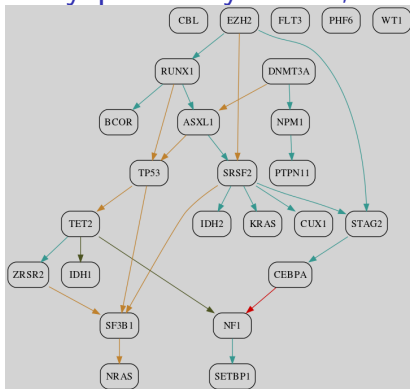 CBL EZH2 FLT3 PHF6 WT1
RUNX1 DNMT3A
BCOR ASXL1 NPM1
TP53 SRSF2 PTPN11
TET2 IDH2 KRAS CUX1 STAG2
ZRSR2 IDH1 CEBPA
SF3B1 NF1
NRAS SETBP1